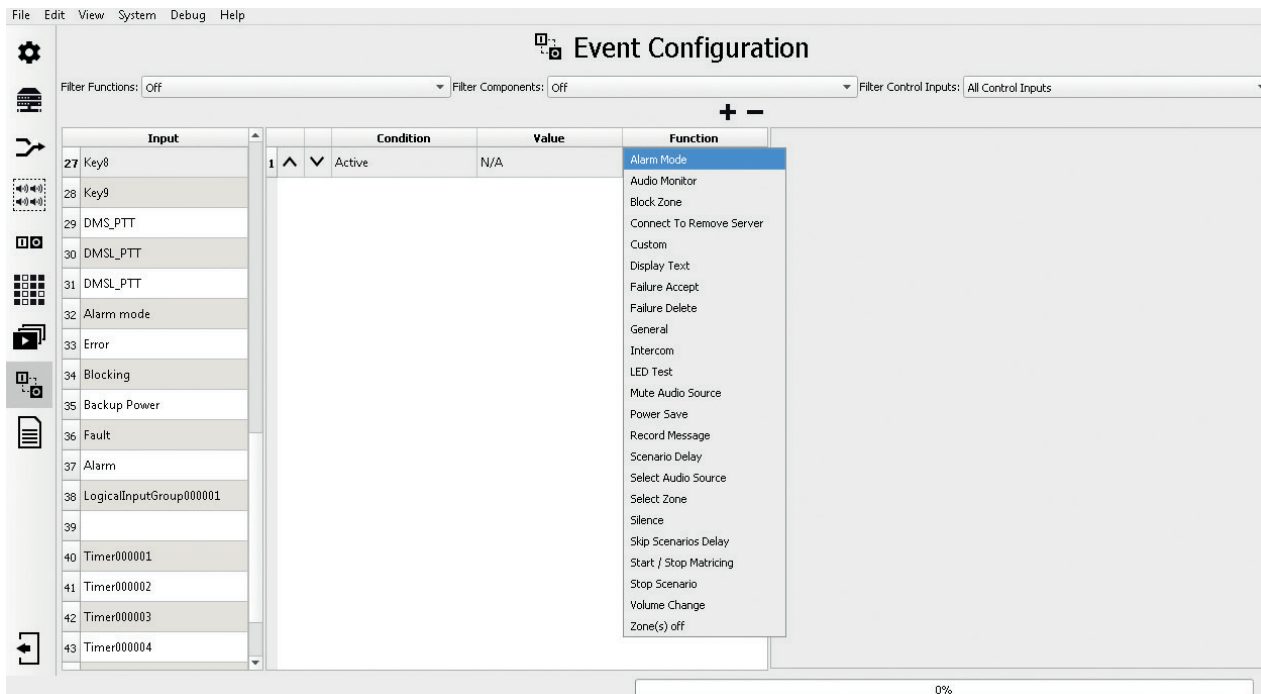 File Edit View System Debug Help
Event Configuration
Filter Functions: Off Filter Components: Off Filter Control Inputs: All Control Inputs
Input
27 Key8
28 Key9
29 DMS_PTT
30 DMSL_PTT
31 DMSL_PTT
32 Alarm mode
33 Error
34 Blocking
35 Backup Power
36 Fault
37 Alarm
38 LogicalInputGroup000001
39
40 Timer000001
41 Timer000002
42 Timer000003
43 Timer000004
Condition Value Function
1 Active N/A
Alarm Mode
Audio Monitor
Block Zone
Connect To Remove Server
Custom
Display Text
Failure Accept
Failure Delete
General
Intercom
LED Test
Mute Audio Source
Power Save
Record Message
Scenario Delay
Select Audio Source
Select Zone
Silence
Skip Scenarios Delay
Start / Stop Matricing
Stop Scenario
Volume Change
Zone(s) off
0%